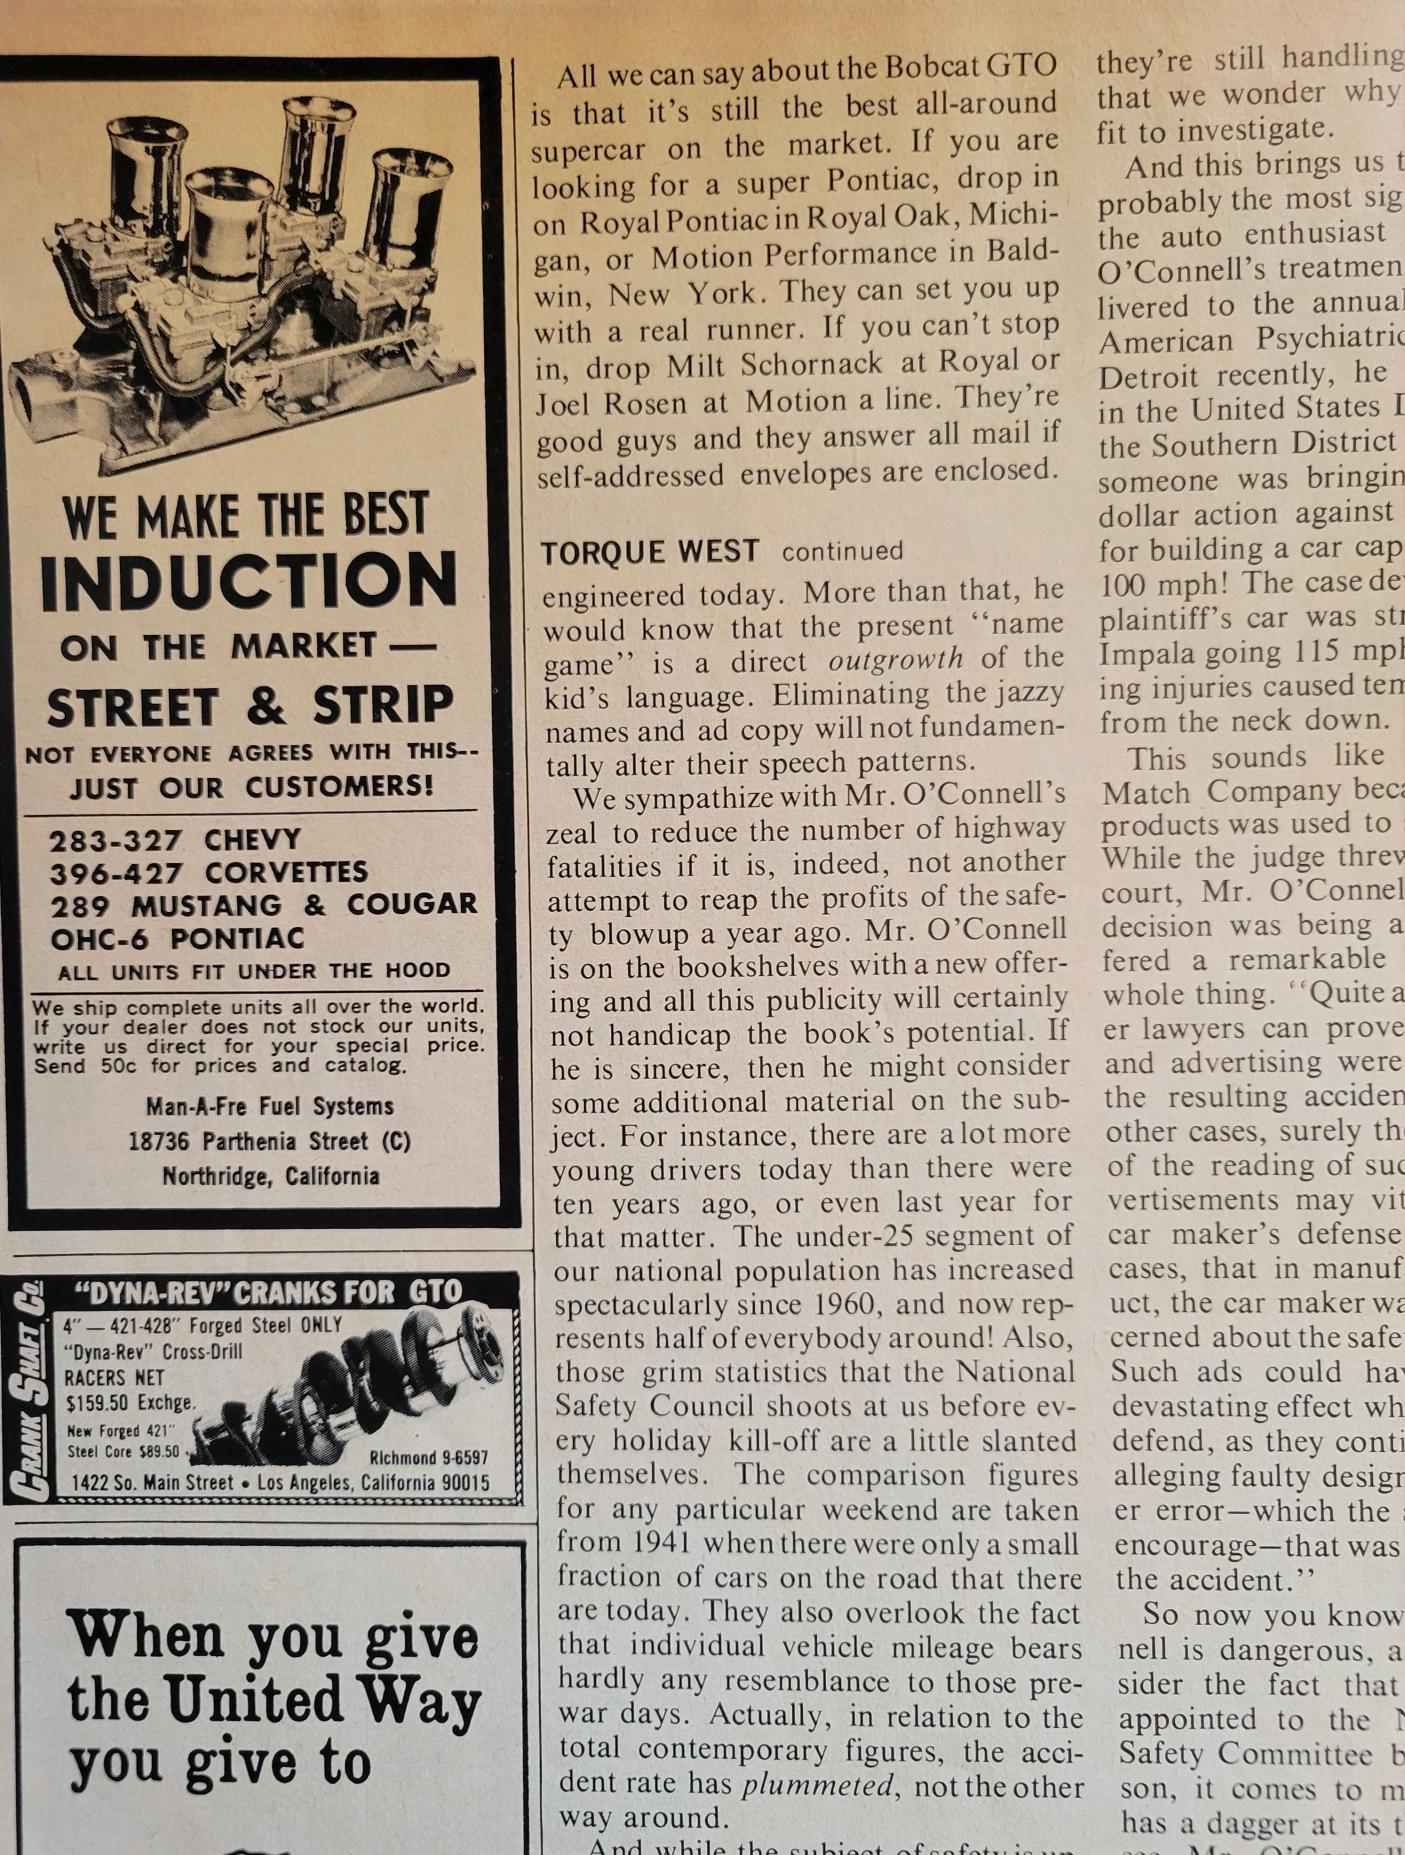 WE MAKE THE BEST
INDUCTION
ON THE MARKET —
STREET & STRIP
NOT EVERYONE AGREES WITH THIS--
JUST OUR CUSTOMERS!
283-327 CHEVY
396-427 CORVETTES
289 MUSTANG & COUGAR
OHC-6 PONTIAC
ALL UNITS FIT UNDER THE HOOD
We ship complete units all over the world.
If your dealer does not stock our units,
write us direct for your special price.
Send 50c for prices and catalog.
Man-A-Fre Fuel Systems
18736 Parthenia Street (C)
Northridge, California
CRANK SHAFT Co.
"DYNA-REV" CRANKS FOR GTO
4" — 421-428" Forged Steel ONLY
"Dyna-Rev" Cross-Drill
RACERS NET
$159.50 Exchge.
New Forged 421"
Steel Core $89.50
RIchmond 9-6597
1422 So. Main Street • Los Angeles, California 90015
When you give
the United Way
you give to
All we can say about the Bobcat GTO
is that it's still the best all-around
supercar on the market. If you are
looking for a super Pontiac, drop in
on Royal Pontiac in Royal Oak, Michi-
gan, or Motion Performance in Bald-
win, New York. They can set you up
with a real runner. If you can't stop
in, drop Milt Schornack at Royal or
Joel Rosen at Motion a line. They're
good guys and they answer all mail if
self-addressed envelopes are enclosed.
TORQUE WEST continued
engineered today. More than that, he
would know that the present "name
game" is a direct outgrowth of the
kid's language. Eliminating the jazzy
names and ad copy will not fundamen-
tally alter their speech patterns.
We sympathize with Mr. O'Connell's
zeal to reduce the number of highway
fatalities if it is, indeed, not another
attempt to reap the profits of the safe-
ty blowup a year ago. Mr. O'Connell
is on the bookshelves with a new offer-
ing and all this publicity will certainly
not handicap the book's potential. If
he is sincere, then he might consider
some additional material on the sub-
ject. For instance, there are a lot more
young drivers today than there were
ten years ago, or even last year for
that matter. The under-25 segment of
our national population has increased
spectacularly since 1960, and now rep-
resents half of everybody around! Also,
those grim statistics that the National
Safety Council shoots at us before ev-
ery holiday kill-off are a little slanted
themselves. The comparison figures
for any particular weekend are taken
from 1941 when there were only a small
fraction of cars on the road that there
are today. They also overlook the fact
that individual vehicle mileage bears
hardly any resemblance to those pre-
war days. Actually, in relation to the
total contemporary figures, the acci-
dent rate has plummeted, not the other
way around.
And while the subject of safety is up
they're still handling
that we wonder why
fit to investigate.
And this brings us
probably the most
the auto enthusiast
O'Connell's
livered to the annual
American
Detroit recently, he
in the United States
the Southern District
someone was
dollar action against
for building a car
100 mph! The case
plaintiff's car was
Impala going 115
ing injuries caused
from the neck down.
This sounds like
Match Company
products was used to
While the judge
court, Mr.
decision was being
fered a remarkable
whole thing. "Quite
er lawyers can prove
and advertising were
the resulting
other cases, surely
of the reading of
vertisements may
car maker's defense
cases, that in
uct, the car maker
cerned about the
Such ads could
devastating effect
defend, as they
alleging faulty design
er error—which the
encourage—that was
the accident."
So now you know
nell is dangerous,
sider the fact that
appointed to the
Safety Committee
son, it comes to
has a dagger at its